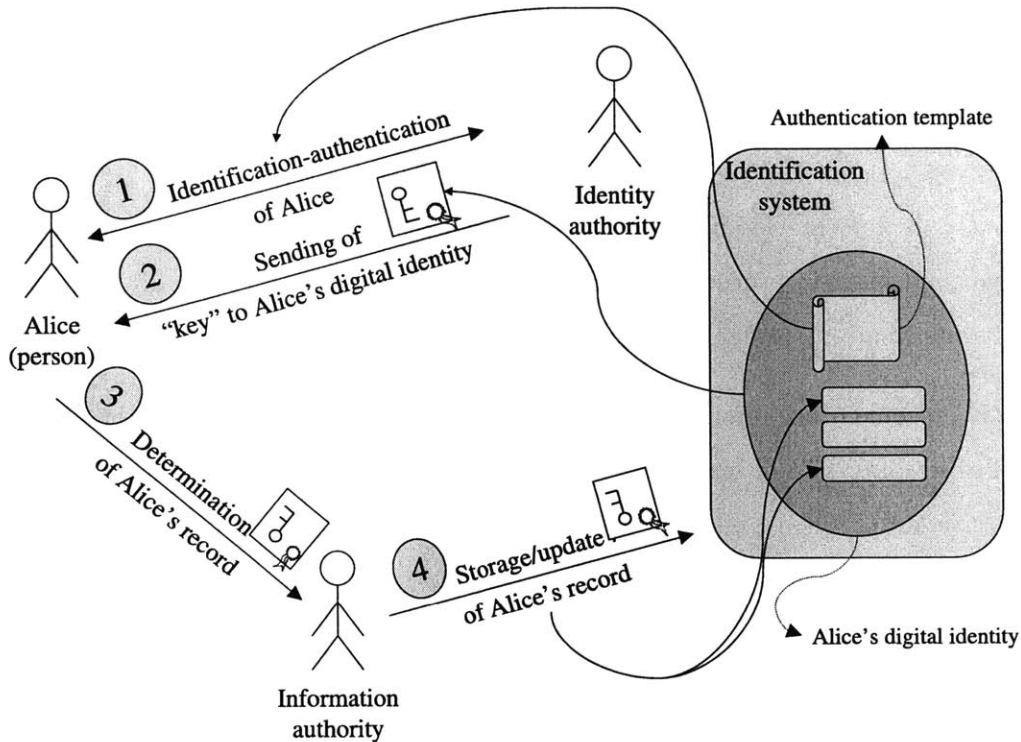 Authentication template
Identification
system
1
Identification-authentication
of Alice
Identity
authority
2
Sending of
“key” to Alice’s digital identity
Alice
(person)
3
Determination
of Alice’s record
4
Storage/update
of Alice’s record
Alice’s digital identity
Information
authority